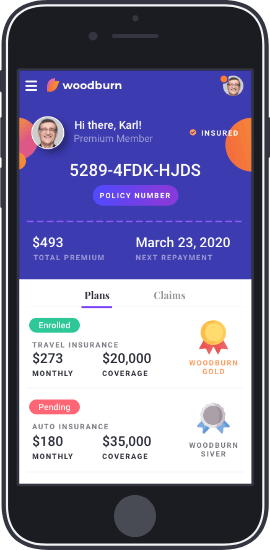 woodburn
Hi there, Karl!
Premium Member
INSURED
5289-4FDK-HJDS
POLICY NUMBER
$493
TOTAL PREMIUM
March 23, 2020
NEXT REPAYMENT
Plans
Claims
Enrolled
TRAVEL INSURANCE
$273
MONTHLY
$20,000
COVERAGE
WOODBURN
GOLD
Pending
AUTO INSURANCE
$180
MONTHLY
$35,000
COVERAGE
WOODBURN
SIVER